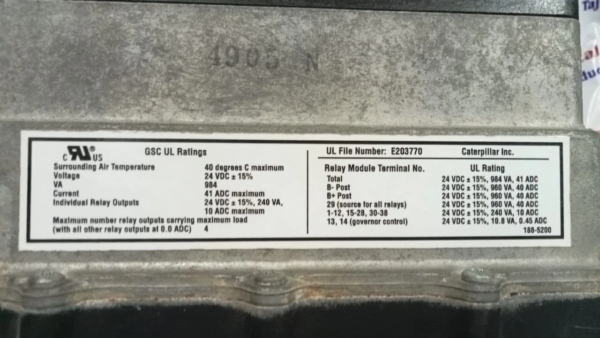 4905 N
Taj
duc
C RU US
GSC UL Ratings
Surrounding Air Temperature 40 degrees C maximum
Voltage 24 VDC ± 15%
VA 984
Current 41 ADC maximum
Individual Relay Outputs 24 VDC ± 15%, 240 VA,
10 ADC maximum
Maximum number relay outputs carrying maximum load
(with all other relay outputs at 0.0 ADC) 4
UL File Number: E203770 Caterpillar Inc.
Relay Module Terminal No. UL Rating
Total 24 VDC ± 15%, 984 VA, 41 ADC
B- Post 24 VDC ± 15%, 960 VA, 40 ADC
B+ Post 24 VDC ± 15%, 960 VA, 40 ADC
29 (source for all relays) 24 VDC ± 15%, 960 VA, 40 ADC
1-12, 15-28, 30-38 24 VDC ± 15%, 240 VA, 10 ADC
13, 14 (governor control) 24 VDC ± 15%, 10.8 VA, 0.45 ADC
186-5200